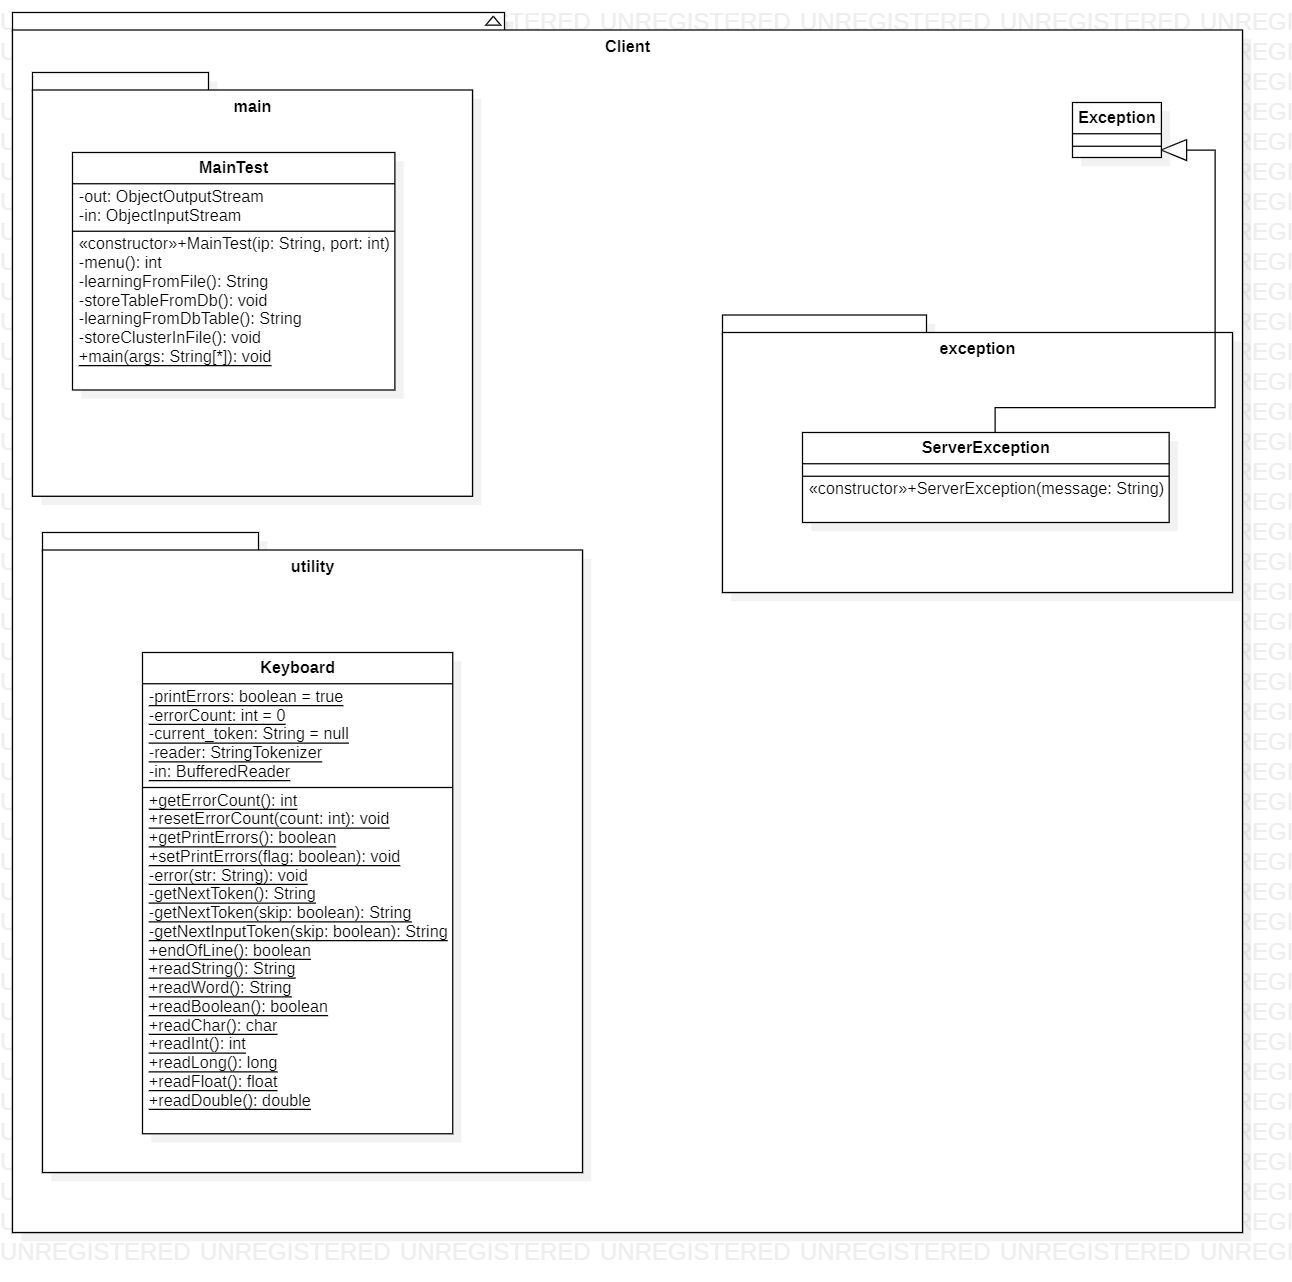 UNREGISTERED UNREGISTERED UNREGISTERED UNREGISTERED UNREGI
Client
main
MainTest
-out: ObjectOutputStream
-in: ObjectInputStream
«constructor»+MainTest(ip: String, port: int)
-menu(): int
-learningFromFile(): String
-storeTableFromDb(): void
-learningFromDbTable(): String
-storeClusterInFile(): void
+main(args: String[*]): void
Exception
exception
ServerException
«constructor»+ServerException(message: String)
utility
Keyboard
-printErrors: boolean = true
-errorCount: int = 0
-current_token: String = null
-reader: StringTokenizer
-in: BufferedReader
+getErrorCount(): int
+resetErrorCount(count: int): void
+getPrintErrors(): boolean
+setPrintErrors(flag: boolean): void
-error(str: String): void
-getNextToken(): String
-getNextToken(skip: boolean): String
-getNextInputToken(skip: boolean): String
+endOfLine(): boolean
+readString(): String
+readWord(): String
+readBoolean(): boolean
+readChar(): char
+readInt(): int
+readLong(): long
+readFloat(): float
+readDouble(): double
UNREGISTERED UNREGISTERED UNREGISTERED UNREGISTERED UNREGISTERED UNREGISTERED UNREGI